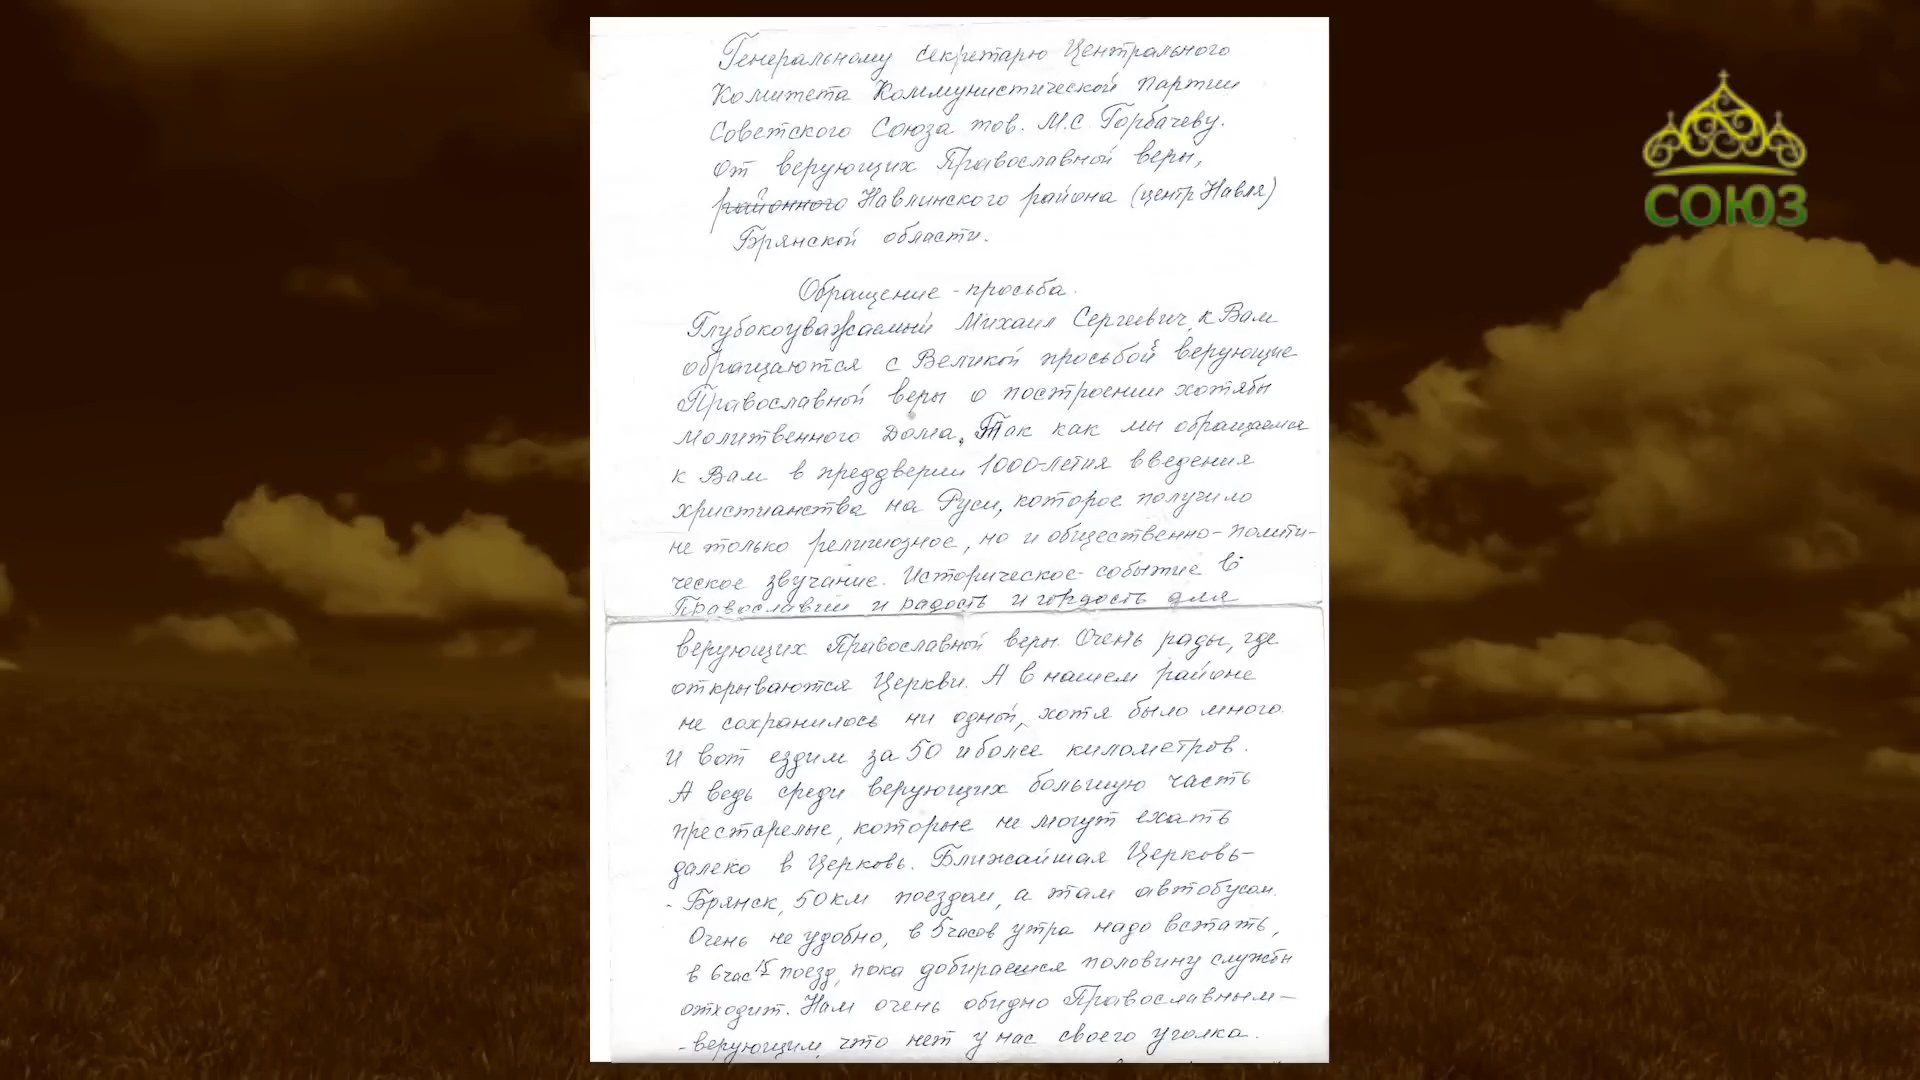 Генеральному секретарю Центрального
Комитета Коммунистической партии
Советского Союза тов. М.С. Горбачеву.
От верующих Православной веры,
районного Навлинского района (центр Навля)
Брянской области.
Обращение - просьба.
Глубокоуважаемый Михаил Сергеевич, к Вам
обращаются с Великой просьбой верующие
Православной веры о построении хотябы
молитвенного Дома. Так как мы обращаемся
к Вам в преддверии 1000-летия введения
христианства на Руси, которое получило
не только религиозное, но и общественно-полити-
ческое звучание. Историческое событие в
Православии и радость и гордость для
верующих Православной веры. Очень рады, где
открываются Церкви. А в нашем районе
не сохранилось ни одной, хотя было много.
И вот ездим за 50 и более километров.
А ведь среди верующих большую часть
престарелые, которые не могут ехать
далеко в Церковь. Ближайшая Церковь-
- Брянск, 50 км поездом, а там автобусом.
Очень не удобно, в 5 часов утра надо встать,
в 6 час 15 поезд, пока добираемся половину службы
отходит. Нам очень обидно Православным-
-верующим, что нет у нас своего уголка.
СОЮЗ